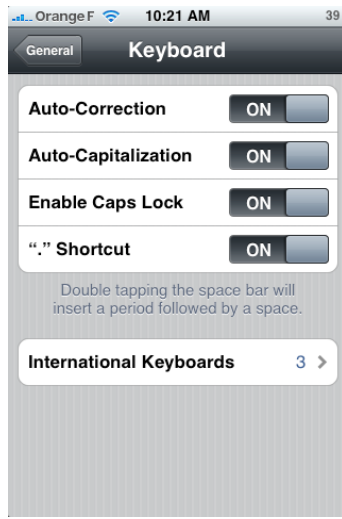 Orange F 10:21 AM 39
General Keyboard
Auto-Correction ON
Auto-Capitalization ON
Enable Caps Lock ON
“.” Shortcut ON
Double tapping the space bar will
insert a period followed by a space.
International Keyboards 3